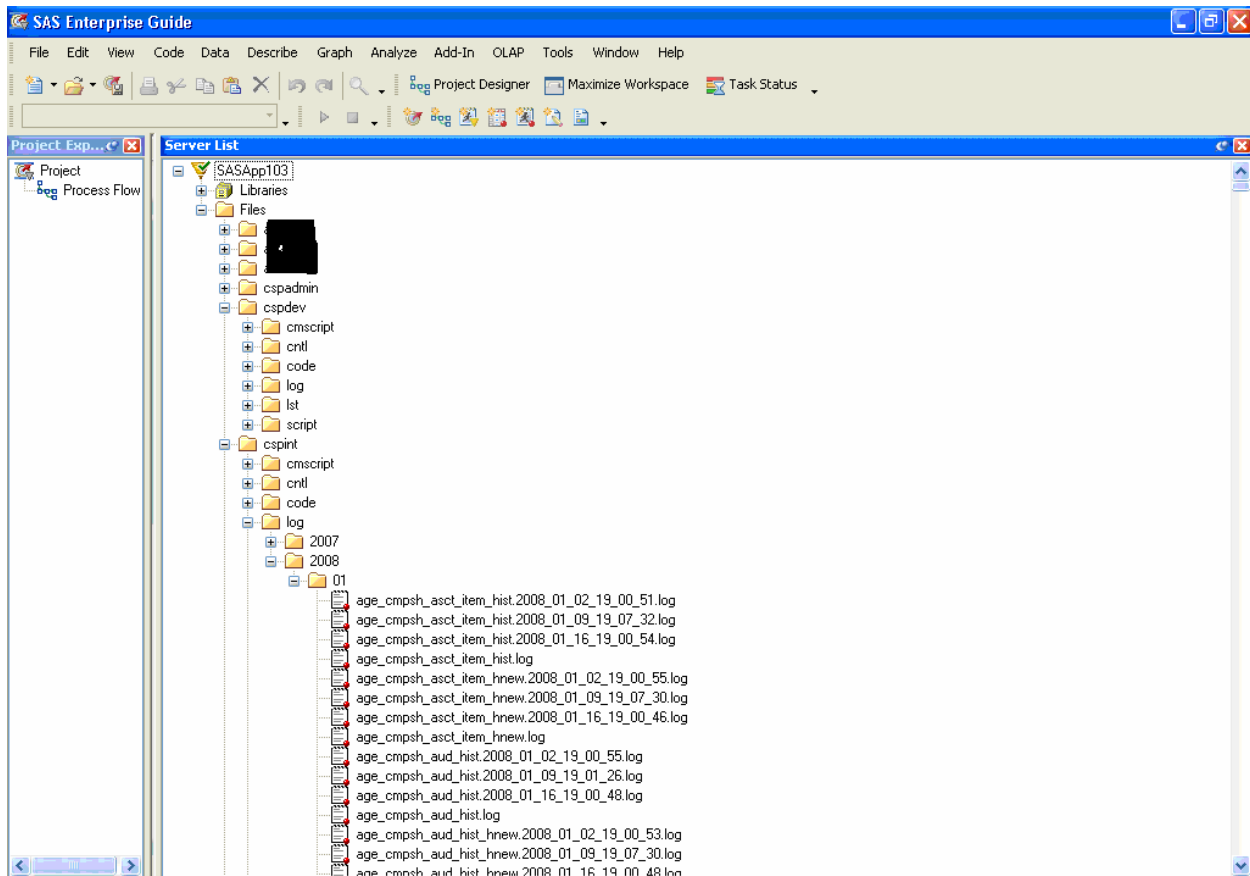 SAS Enterprise Guide
File Edit View Code Data Describe Graph Analyze Add-In OLAP Tools Window Help
Project Designer Maximize Workspace Task Status
Project Exp...
Server List
Project
Process Flow
SASApp103
Libraries
Files
cspadmin
cspdev
cmscript
cntl
code
log
lst
script
cspint
cmscript
cntl
code
log
2007
2008
01
age_cmpsh_asct_item_hist.2008_01_02_19_00_51.log
age_cmpsh_asct_item_hist.2008_01_09_19_07_32.log
age_cmpsh_asct_item_hist.2008_01_16_19_00_54.log
age_cmpsh_asct_item_hist.log
age_cmpsh_asct_item_hnew.2008_01_02_19_00_55.log
age_cmpsh_asct_item_hnew.2008_01_09_19_07_30.log
age_cmpsh_asct_item_hnew.2008_01_16_19_00_46.log
age_cmpsh_asct_item_hnew.log
age_cmpsh_aud_hist.2008_01_02_19_00_55.log
age_cmpsh_aud_hist.2008_01_09_19_01_26.log
age_cmpsh_aud_hist.2008_01_16_19_00_48.log
age_cmpsh_aud_hist.log
age_cmpsh_aud_hist_hnew.2008_01_02_19_00_53.log
age_cmpsh_aud_hist_hnew.2008_01_09_19_07_30.log
age_cmpsh_aud_hist_hnew.2008_01_16_19_00_48.log